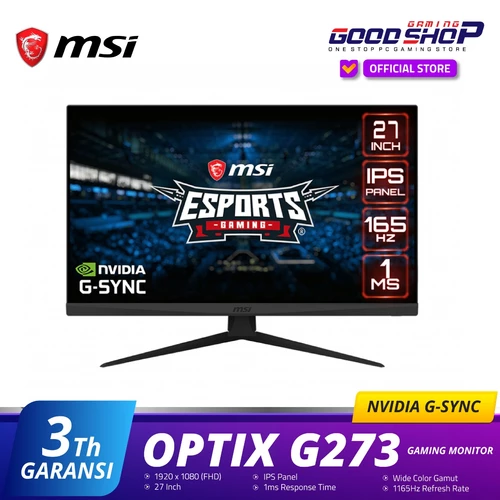 msi
GAMING
GOOD SHOP
ONE STOP PC GAMING STORE
OFFICIAL STORE
27
INCH
IPS
PANEL
165
HZ
1
MS
msi
ESPORTS
GAMING
®
NVIDIA
G-SYNC
msi
NVIDIA G-SYNC
3Th
GARANSI
OPTIX G273
GAMING MONITOR
1920 x 1080 (FHD)
27 Inch
IPS Panel
1ms Response Time
Wide Color Gamut
1165Hz Refresh Rate